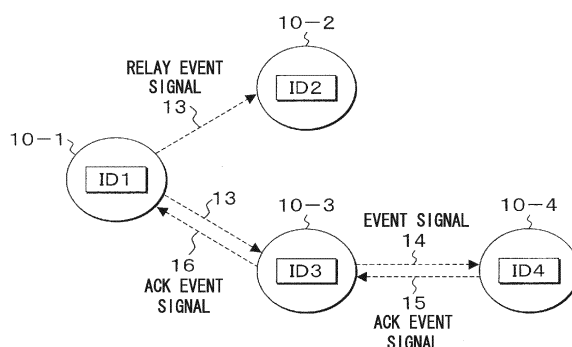 10-2
RELAY EVENT
SIGNAL
13
ID2
10-1
ID1
13
10-3
10-4
EVENT SIGNAL
14
16
ID3
ID4
ACK EVENT
SIGNAL
15
ACK EVENT
SIGNAL